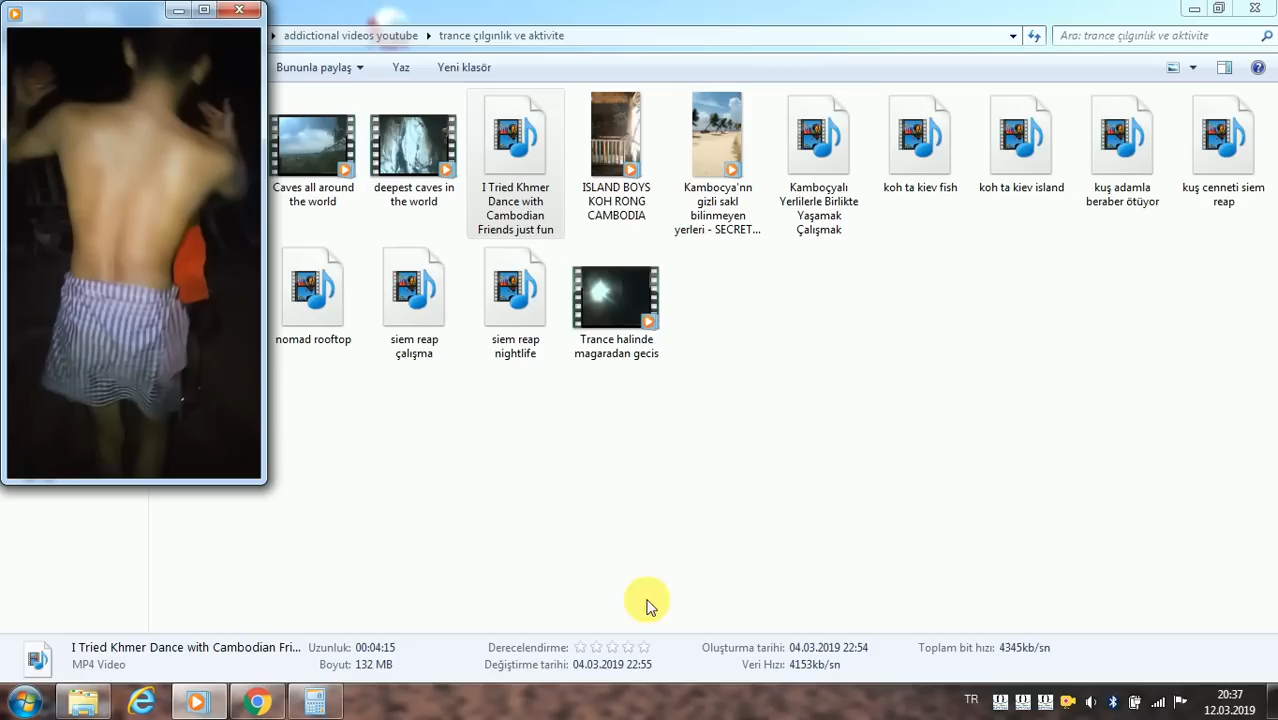 addictional videos youtube
trance çılgınlık ve aktivite
Ara: trance çılgınlık ve aktivite
Bununla paylaş
Yaz
Yeni klasör
Caves all around
the world
deepest caves in
the world
I Tried Khmer
Dance with
Cambodian
Friends just fun
ISLAND BOYS
KOH RONG
CAMBODIA
Kambocya'nn
gizli sakl
bilinmeyen
yerleri - SECRET...
Kamboçyalı
Yerlilerle Birlikte
Yaşamak
Çalışmak
koh ta kiev fish
koh ta kiev island
kuş adamla
beraber ötüyor
kuş cenneti siem
reap
nomad rooftop
siem reap
çalışma
siem reap
nightlife
Trance halinde
magaradan gecis
I Tried Khmer Dance with Cambodian Fri...
MP4 Video
Uzunluk: 00:04:15
Boyut: 132 MB
Derecelendirme:
Değiştirme tarihi: 04.03.2019 22:55
Oluşturma tarihi: 04.03.2019 22:54
Veri Hızı: 4153kb/sn
Toplam bit hızı: 4345kb/sn
TR
20:37
12.03.2019